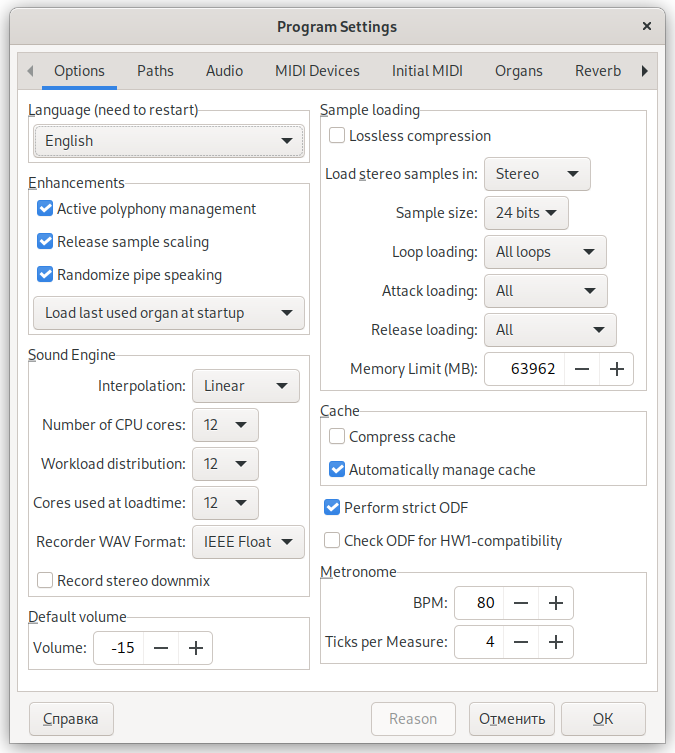 Program Settings
Options Paths Audio MIDI Devices Initial MIDI Organs Reverb
Language (need to restart)
English
Enhancements
Active polyphony management
Release sample scaling
Randomize pipe speaking
Load last used organ at startup
Sound Engine
Interpolation: Linear
Number of CPU cores: 12
Workload distribution: 12
Cores used at loadtime: 12
Recorder WAV Format: IEEE Float
Record stereo downmix
Default volume
Volume: -15
Sample loading
Lossless compression
Load stereo samples in: Stereo
Sample size: 24 bits
Loop loading: All loops
Attack loading: All
Release loading: All
Memory Limit (MB): 63962
Cache
Compress cache
Automatically manage cache
Perform strict ODF
Check ODF for HW1-compatibility
Metronome
BPM: 80
Ticks per Measure: 4
Справка Reason Отменить OK